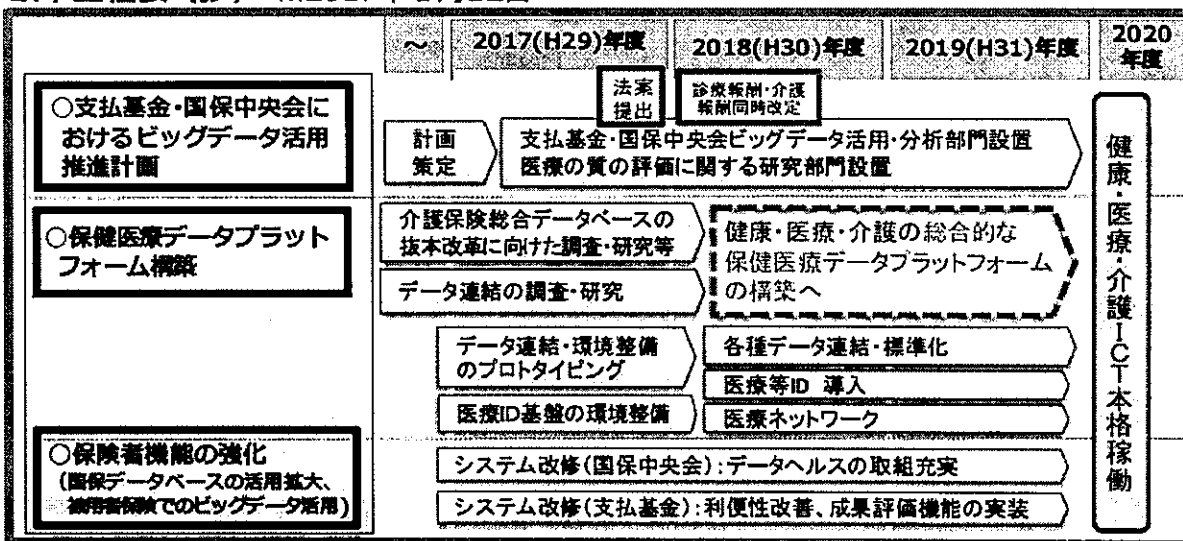 ～
2017(H29)年度
2018(H30)年度
2019(H31)年度
2020
年度
法案
提出
診療報酬・介護
報酬同時改定
○支払基金・国保中央会に
おけるビッグデータ活用
推進計画
計画
策定
支払基金・国保中央会ビッグデータ活用・分析部門設置
医療の質の評価に関する研究部門設置
○保健医療データプラット
フォーム構築
介護保険総合データベースの
抜本改革に向けた調査・研究等
データ連結の調査・研究
健康・医療・介護の総合的な
保健医療データプラットフォーム
の構築へ
データ連結・環境整備
のプロトタイピング
各種データ連結・標準化
医療等ID 導入
医療ID基盤の環境整備
医療ネットワーク
○保険者機能の強化
(国保データベースの活用拡大、
被用者保険でのビッグデータ活用)
システム改修(国保中央会):データヘルスの取組充実
システム改修(支払基金):利便性改善、成果評価機能の実装
健康・医療・介護ICT本格稼働